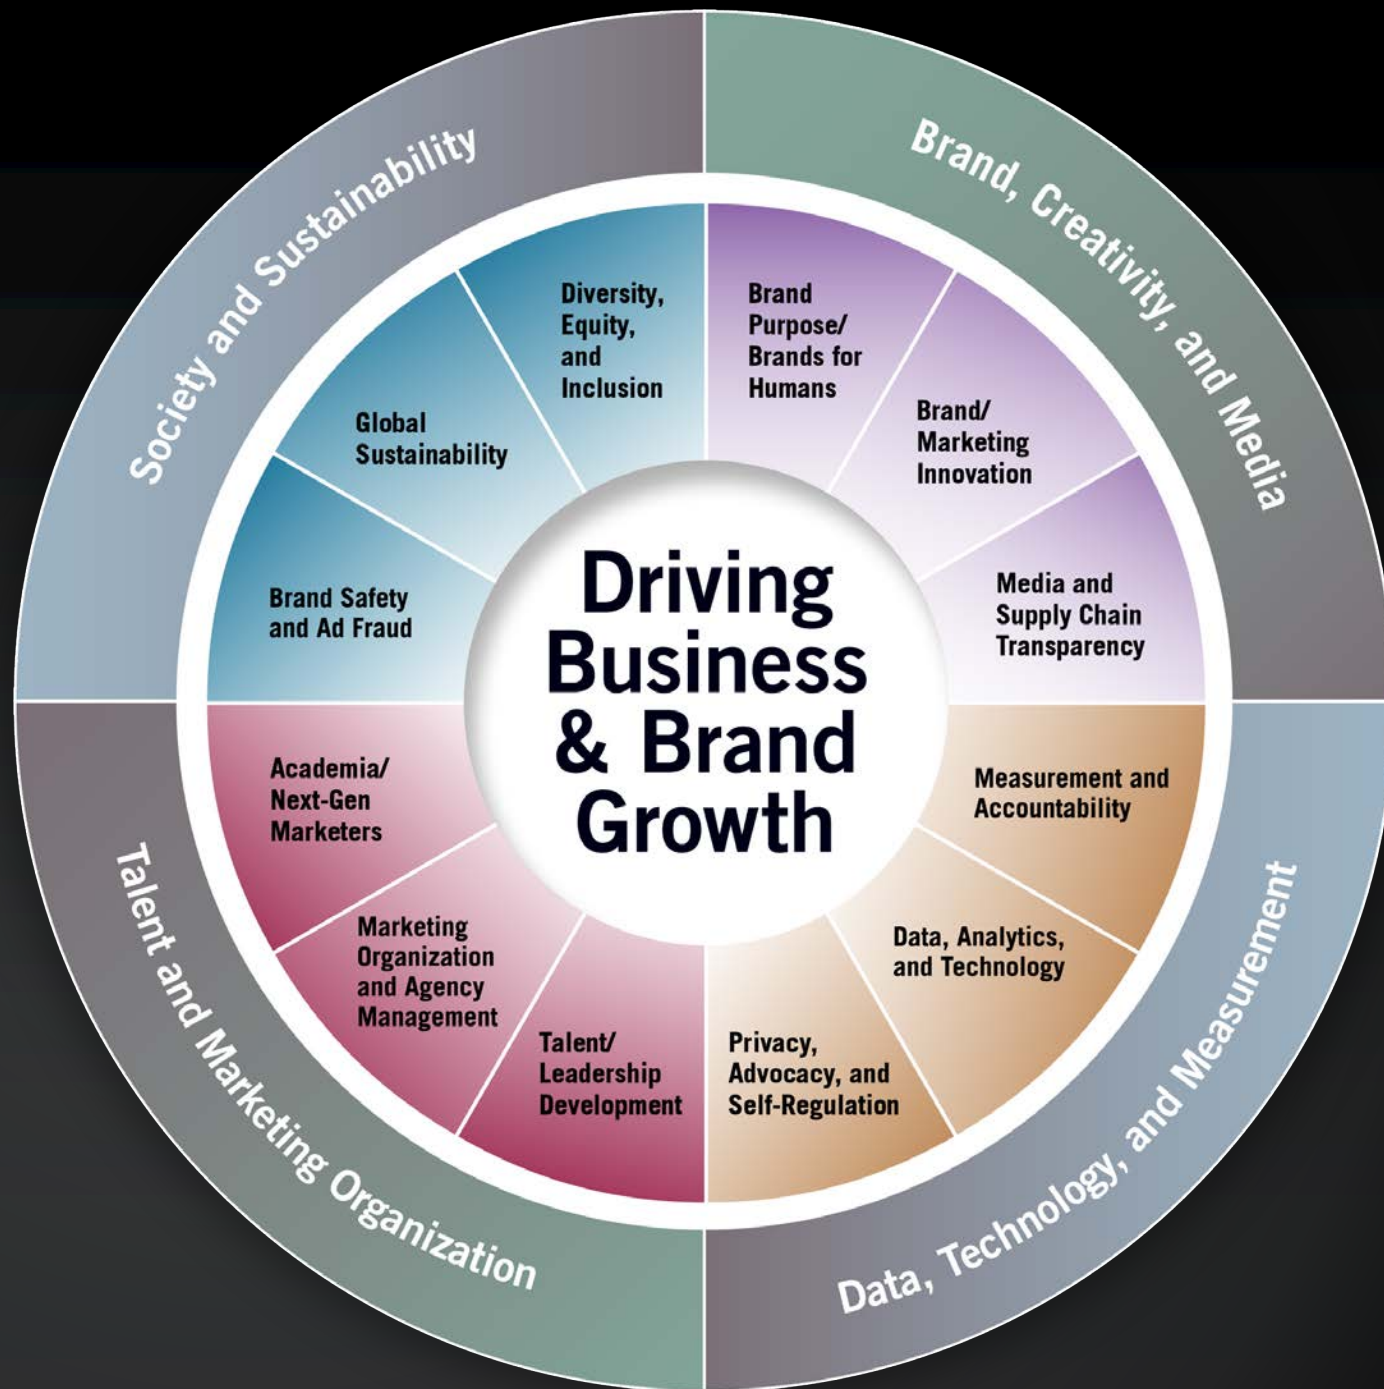 Society and Sustainability
Brand, Creativity, and Media
Diversity,
Equity,
and
Inclusion
Brand
Purpose/
Brands for
Humans
Global
Sustainability
Brand/
Marketing
Innovation
Brand Safety
and Ad Fraud
Media and
Supply Chain
Transparency
Driving
Business
& Brand
Growth
Academia/
Next-Gen
Marketers
Measurement and
Accountability
Marketing
Organization
and Agency
Management
Data, Analytics,
and Technology
Talent/
Leadership
Development
Privacy,
Advocacy, and
Self-Regulation
Talent and Marketing Organization
Data, Technology, and Measurement